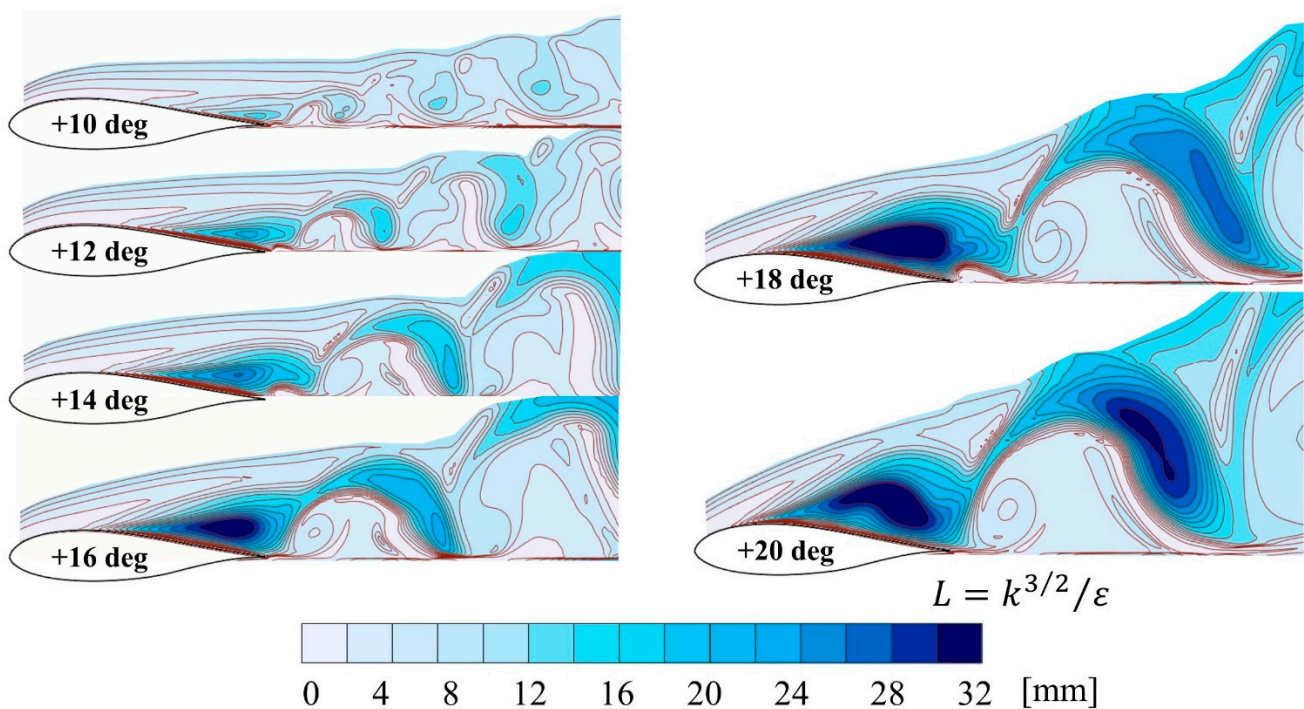 +10 deg
+12 deg
+14 deg
+16 deg
+18 deg
+20 deg
L = k^{3/2}/ε
0 4 8 12 16 20 24 28 32 [mm]